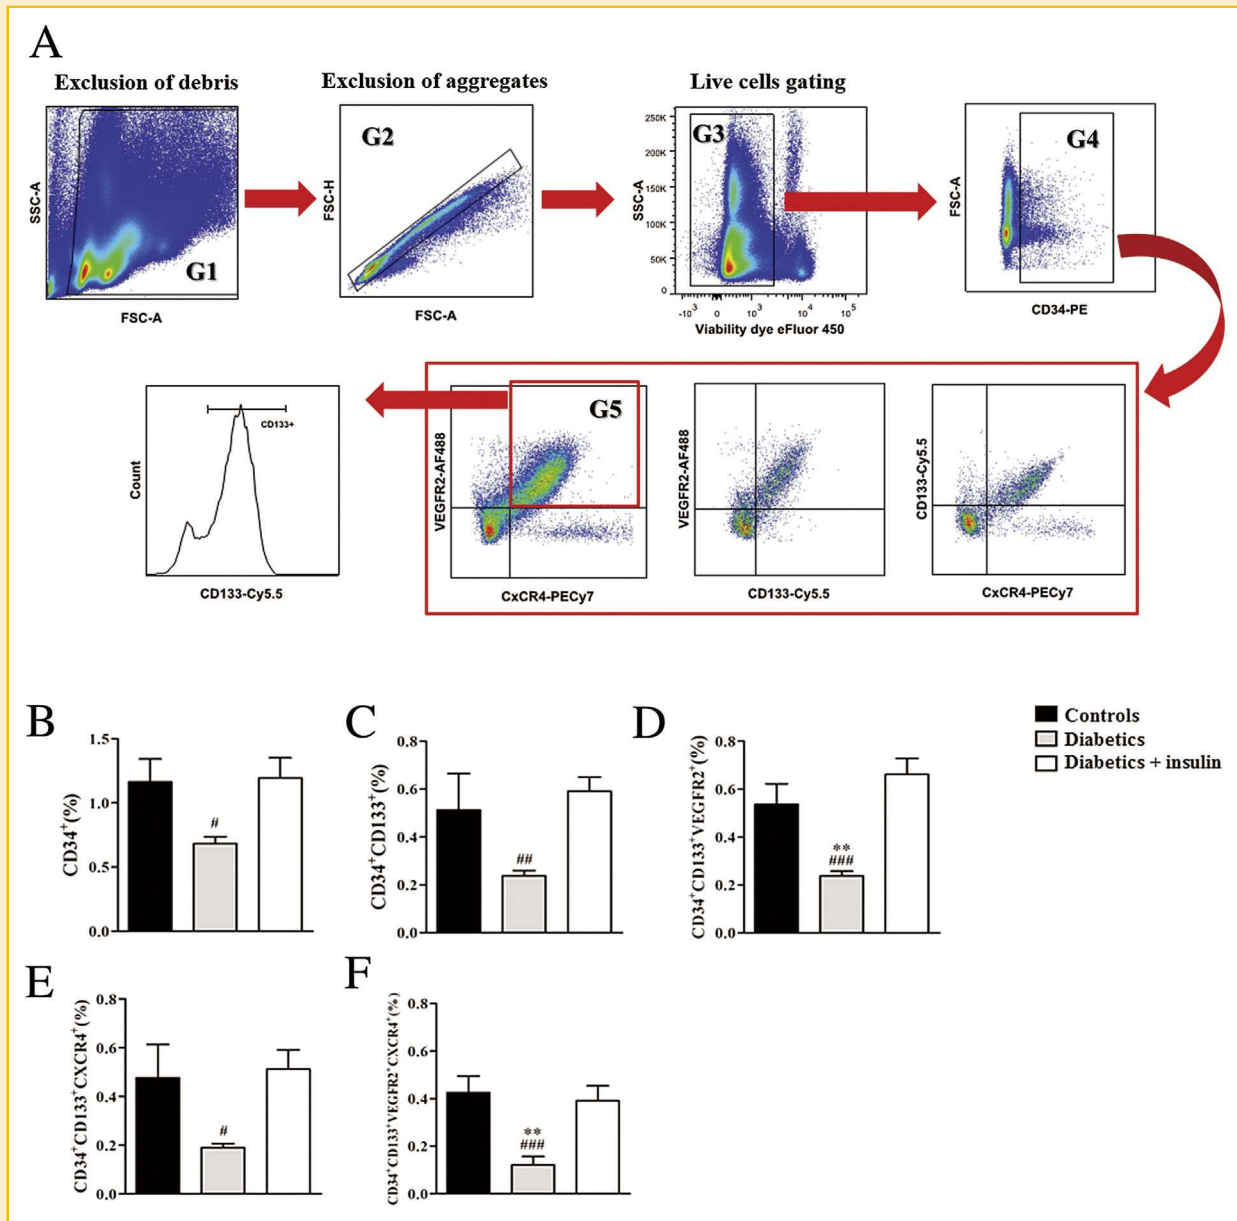 A
Exclusion of debris
Exclusion of aggregates
Live cells gating
G1
SSC-A
FSC-A
G2
FSC-H
FSC-A
G3
SSC-A
250K
200K
150K
100K
50K
0
-10³ 0 10³ 10⁴ 10⁵
Viability dye eFluor 450
G4
FSC-A
CD34-PE
CD133+
Count
CD133-Cy5.5
G5
VEGFR2-AF488
CxCR4-PECy7
VEGFR2-AF488
CD133-Cy5.5
CD133-Cy5.5
CxCR4-PECy7
B
CD34⁺(%)
1.5
1.0
0.5
0.0
#
C
CD34⁺CD133⁺(%)
0.8
0.6
0.4
0.2
0.0
##
D
CD34⁺CD133⁺VEGFR2⁺(%)
0.8
0.6
0.4
0.2
0.0
**
###
Controls
Diabetics
Diabetics + insulin
E
CD34⁺CD133⁺CXCR4⁺(%)
0.8
0.6
0.4
0.2
0.0
#
F
CD34⁺CD133⁺VEGFR2⁺CXCR4⁺(%)
0.8
0.6
0.4
0.2
0.0
**
###